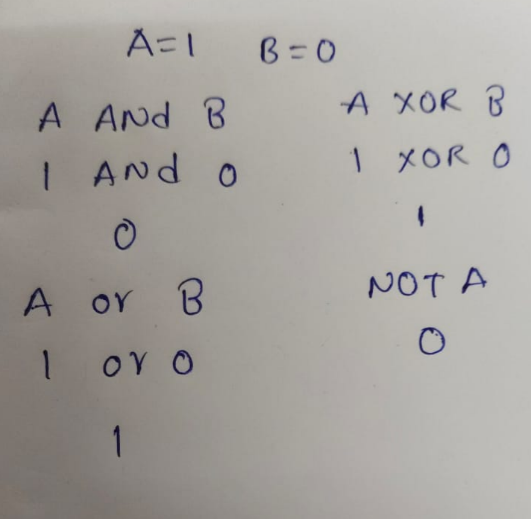 A=1 B=0
A AND B
1 AND 0
0
A or B
1 or 0
1
A XOR B
1 XOR 0
1
NOT A
0